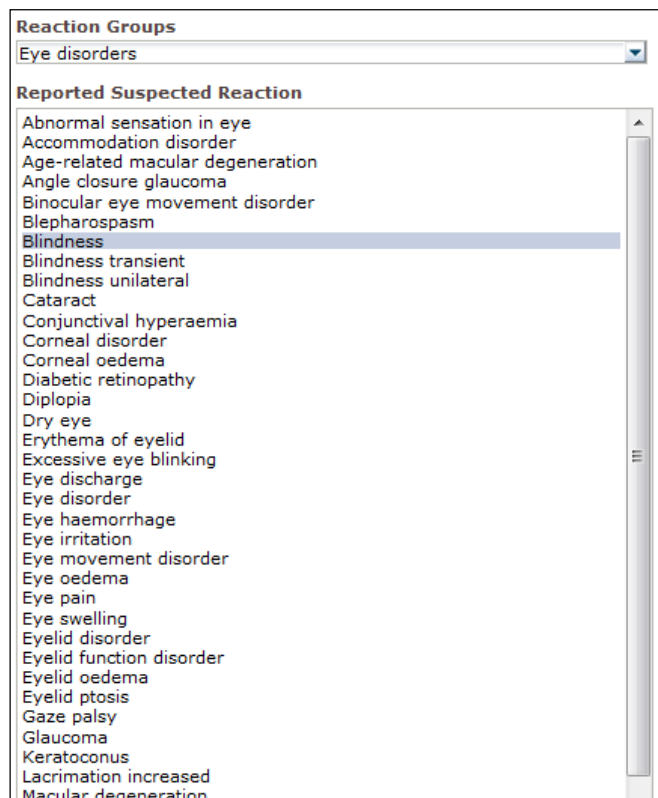 Reaction Groups
Eye disorders
Reported Suspected Reaction
Abnormal sensation in eye
Accommodation disorder
Age-related macular degeneration
Angle closure glaucoma
Binocular eye movement disorder
Blepharospasm
Blindness
Blindness transient
Blindness unilateral
Cataract
Conjunctival hyperaemia
Corneal disorder
Corneal oedema
Diabetic retinopathy
Diplopia
Dry eye
Erythema of eyelid
Excessive eye blinking
Eye discharge
Eye disorder
Eye haemorrhage
Eye irritation
Eye movement disorder
Eye oedema
Eye pain
Eye swelling
Eyelid disorder
Eyelid function disorder
Eyelid oedema
Eyelid ptosis
Gaze palsy
Glaucoma
Keratoconus
Lacrimation increased
Macular degeneration